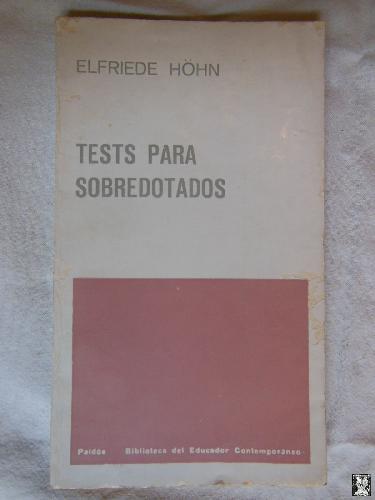 ELFRIEDE HÖHN
TESTS PARA
SOBREDOTADOS
Paidós Biblioteca del Educador Contemporáneo